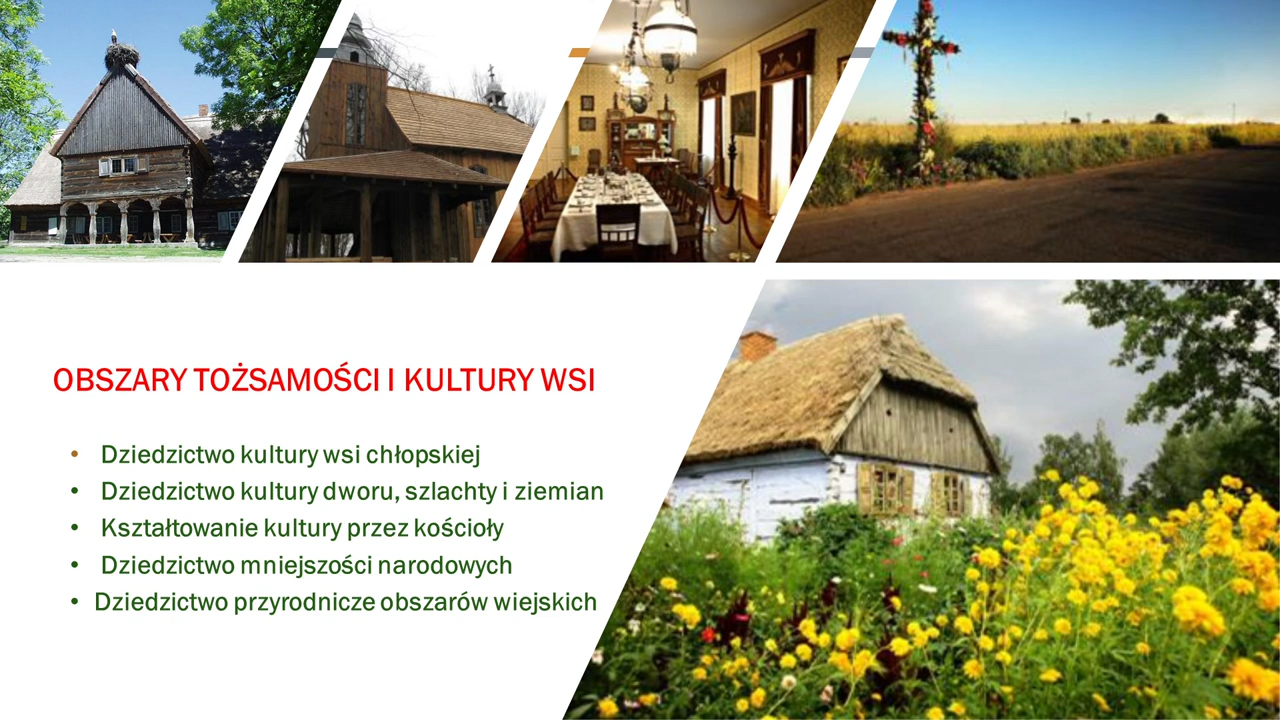 OBSZARY TOŻSAMOŚCI I KULTURY WSI
• Dziedzictwo kultury wsi chłopskiej
• Dziedzictwo kultury dworu, szlachty i ziemian
• Kształtowanie kultury przez kościoły
• Dziedzictwo mniejszości narodowych
• Dziedzictwo przyrodnicze obszarów wiejskich